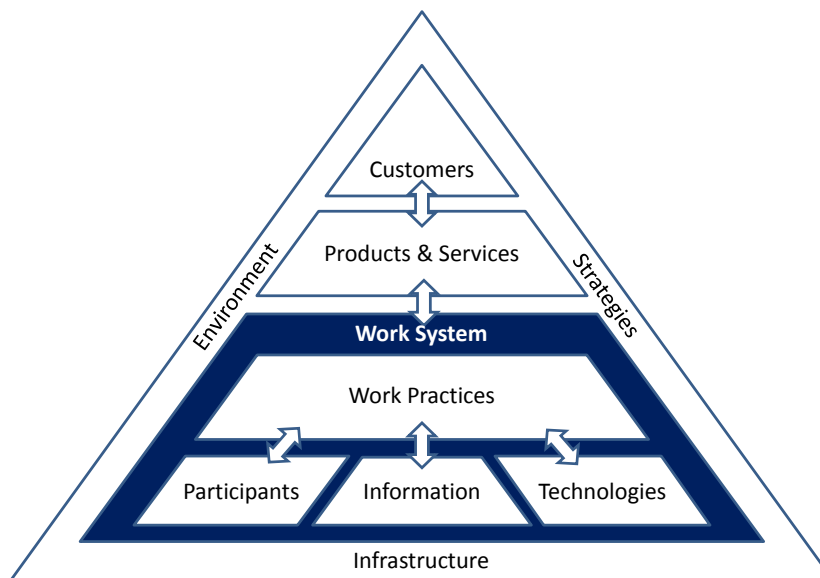 Customers
Products & Services
Environment
Strategies
Work System
Work Practices
Participants
Information
Technologies
Infrastructure